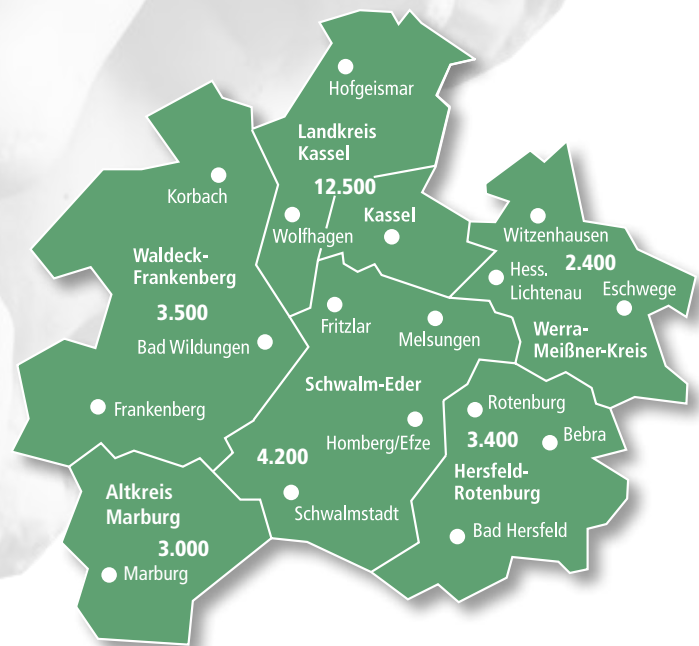 Hofgeismar
Landkreis
Kassel
12.500
Kassel
Wolfhagen
Korbach
Waldeck-
Frankenberg
3.500
Bad Wildungen
Frankenberg
Witzenhausen
2.400
Hess.
Lichtenau
Eschwege
Werra-
Meißner-Kreis
Fritzlar
Melsungen
Schwalm-Eder
Homberg/Efze
4.200
Schwalmstadt
Rotenburg
3.400
Bebra
Hersfeld-
Rotenburg
Bad Hersfeld
Altkreis
Marburg
3.000
Marburg